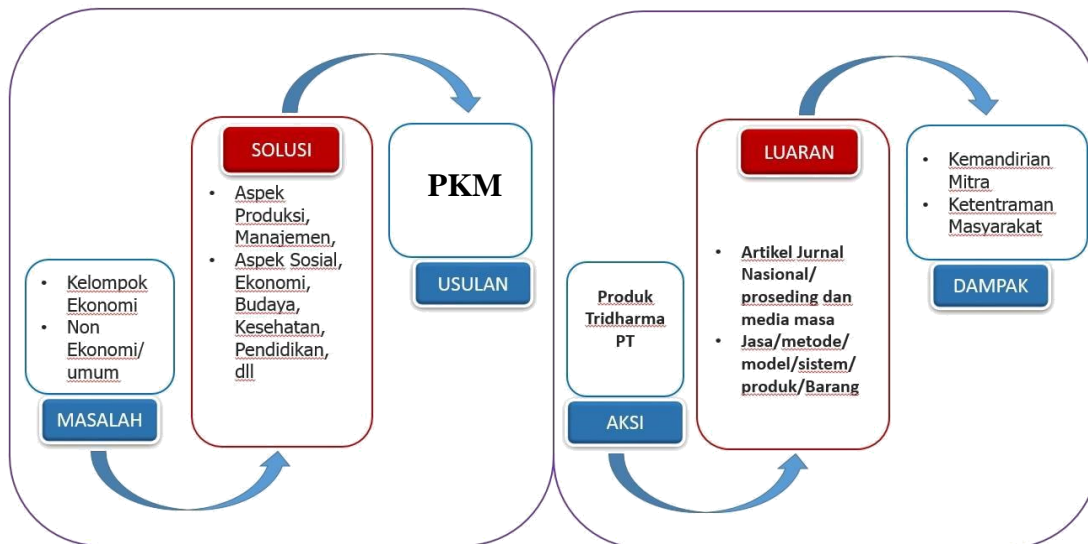 • Kelompok
Ekonomi
• Non
Ekonomi/
umum
MASALAH
SOLUSI
• Aspek
Produksi,
Manajemen,
• Aspek Sosial,
Ekonomi,
Budaya,
Kesehatan,
Pendidikan,
dll
PKM
USULAN
Produk
Tridharma
PT
AKSI
LUARAN
• Artikel Jurnal
Nasional/
proseding dan
media masa
• Jasa/metode/
model/sistem/
produk/Barang
• Kemandirian
Mitra
• Ketentraman
Masyarakat
DAMPAK